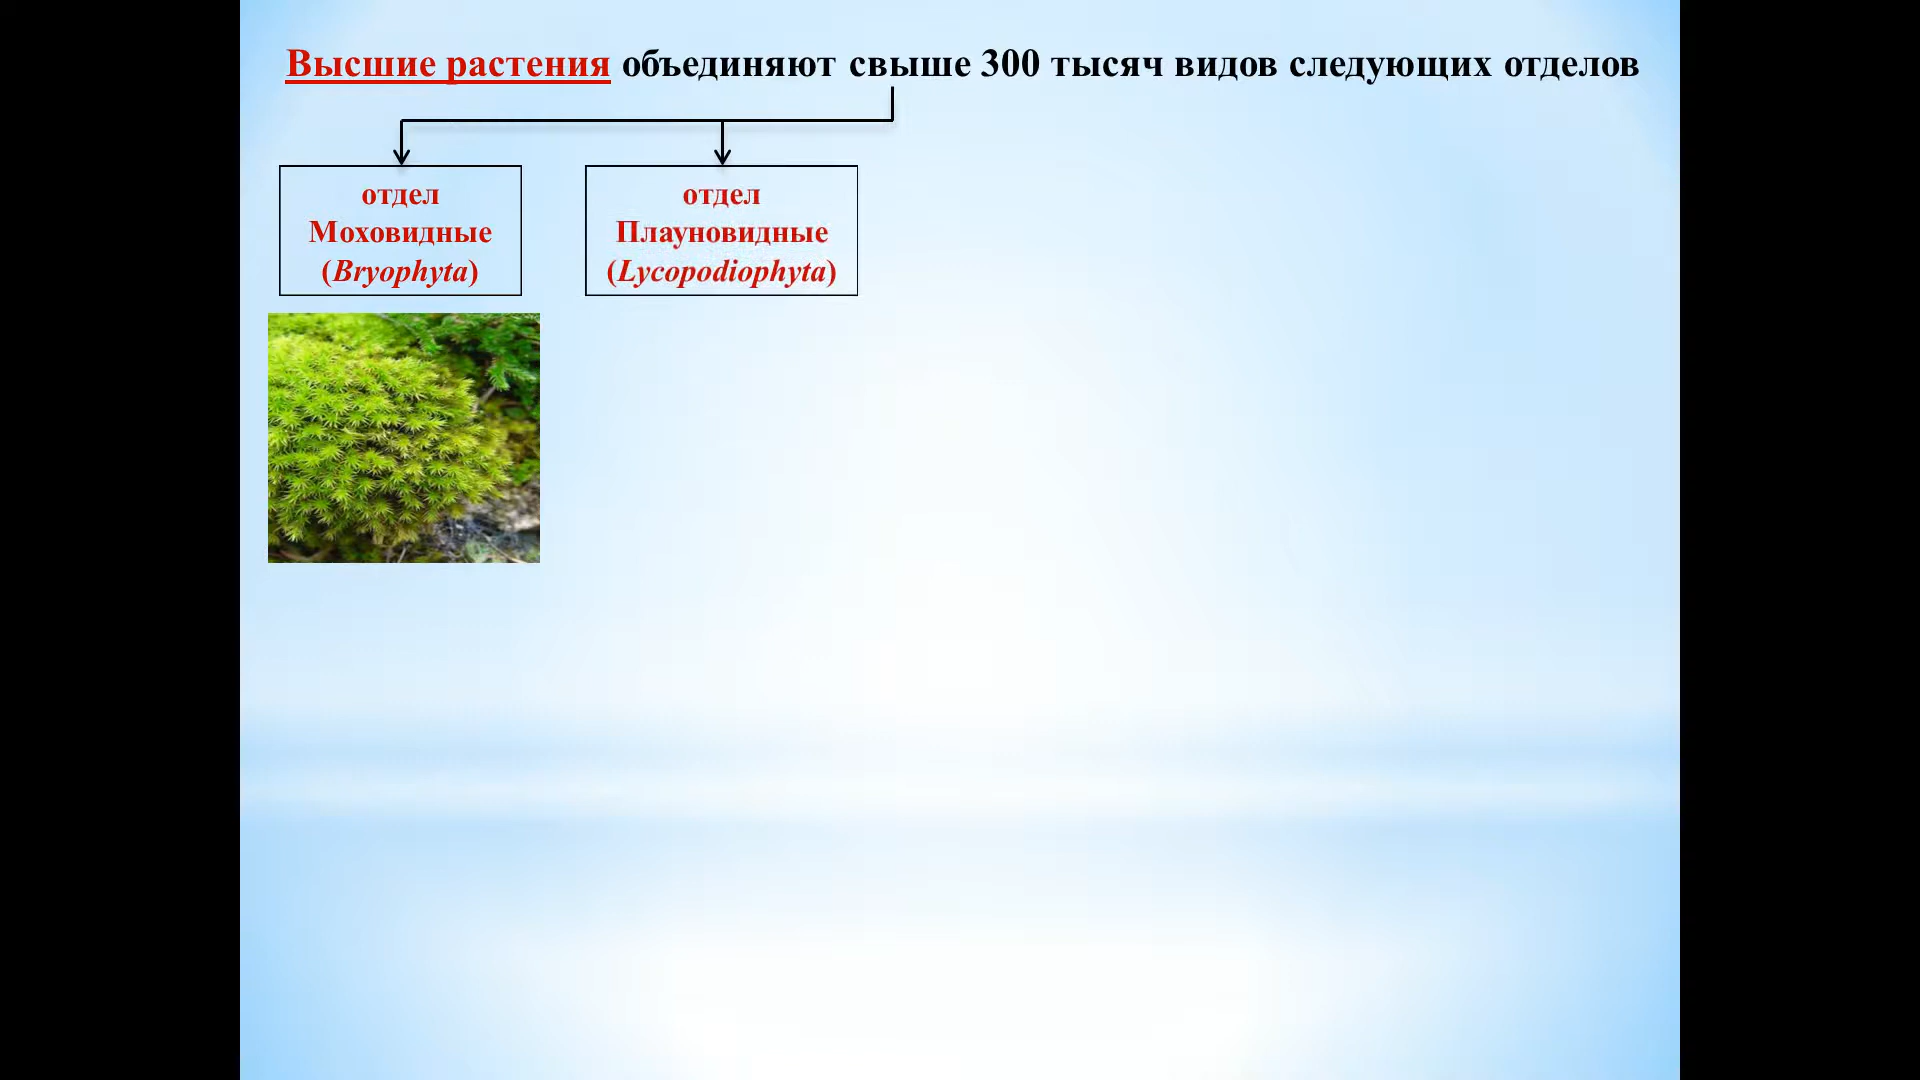 Высшие растения объединяют свыше 300 тысяч видов следующих отделов
отдел
Моховидные
(Bryophyta)
отдел
Плауновидные
(Lycopodiophyta)